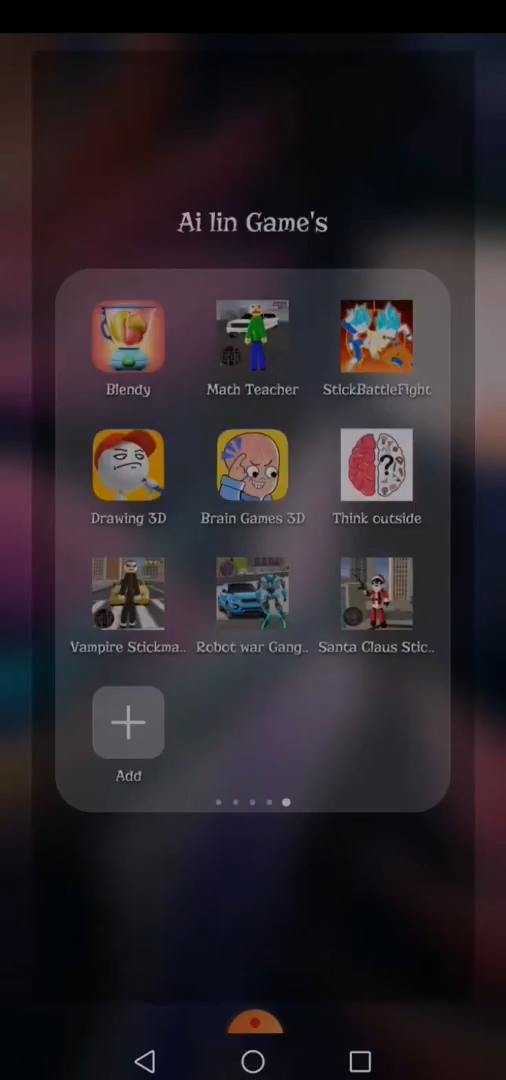 Ai lin Game's
Blendy
Math Teacher
StickBattleFight
Drawing 3D
Brain Games 3D
Think outside
Vampire Stickma..
Robot war Gang..
Santa Claus Stic..
Add